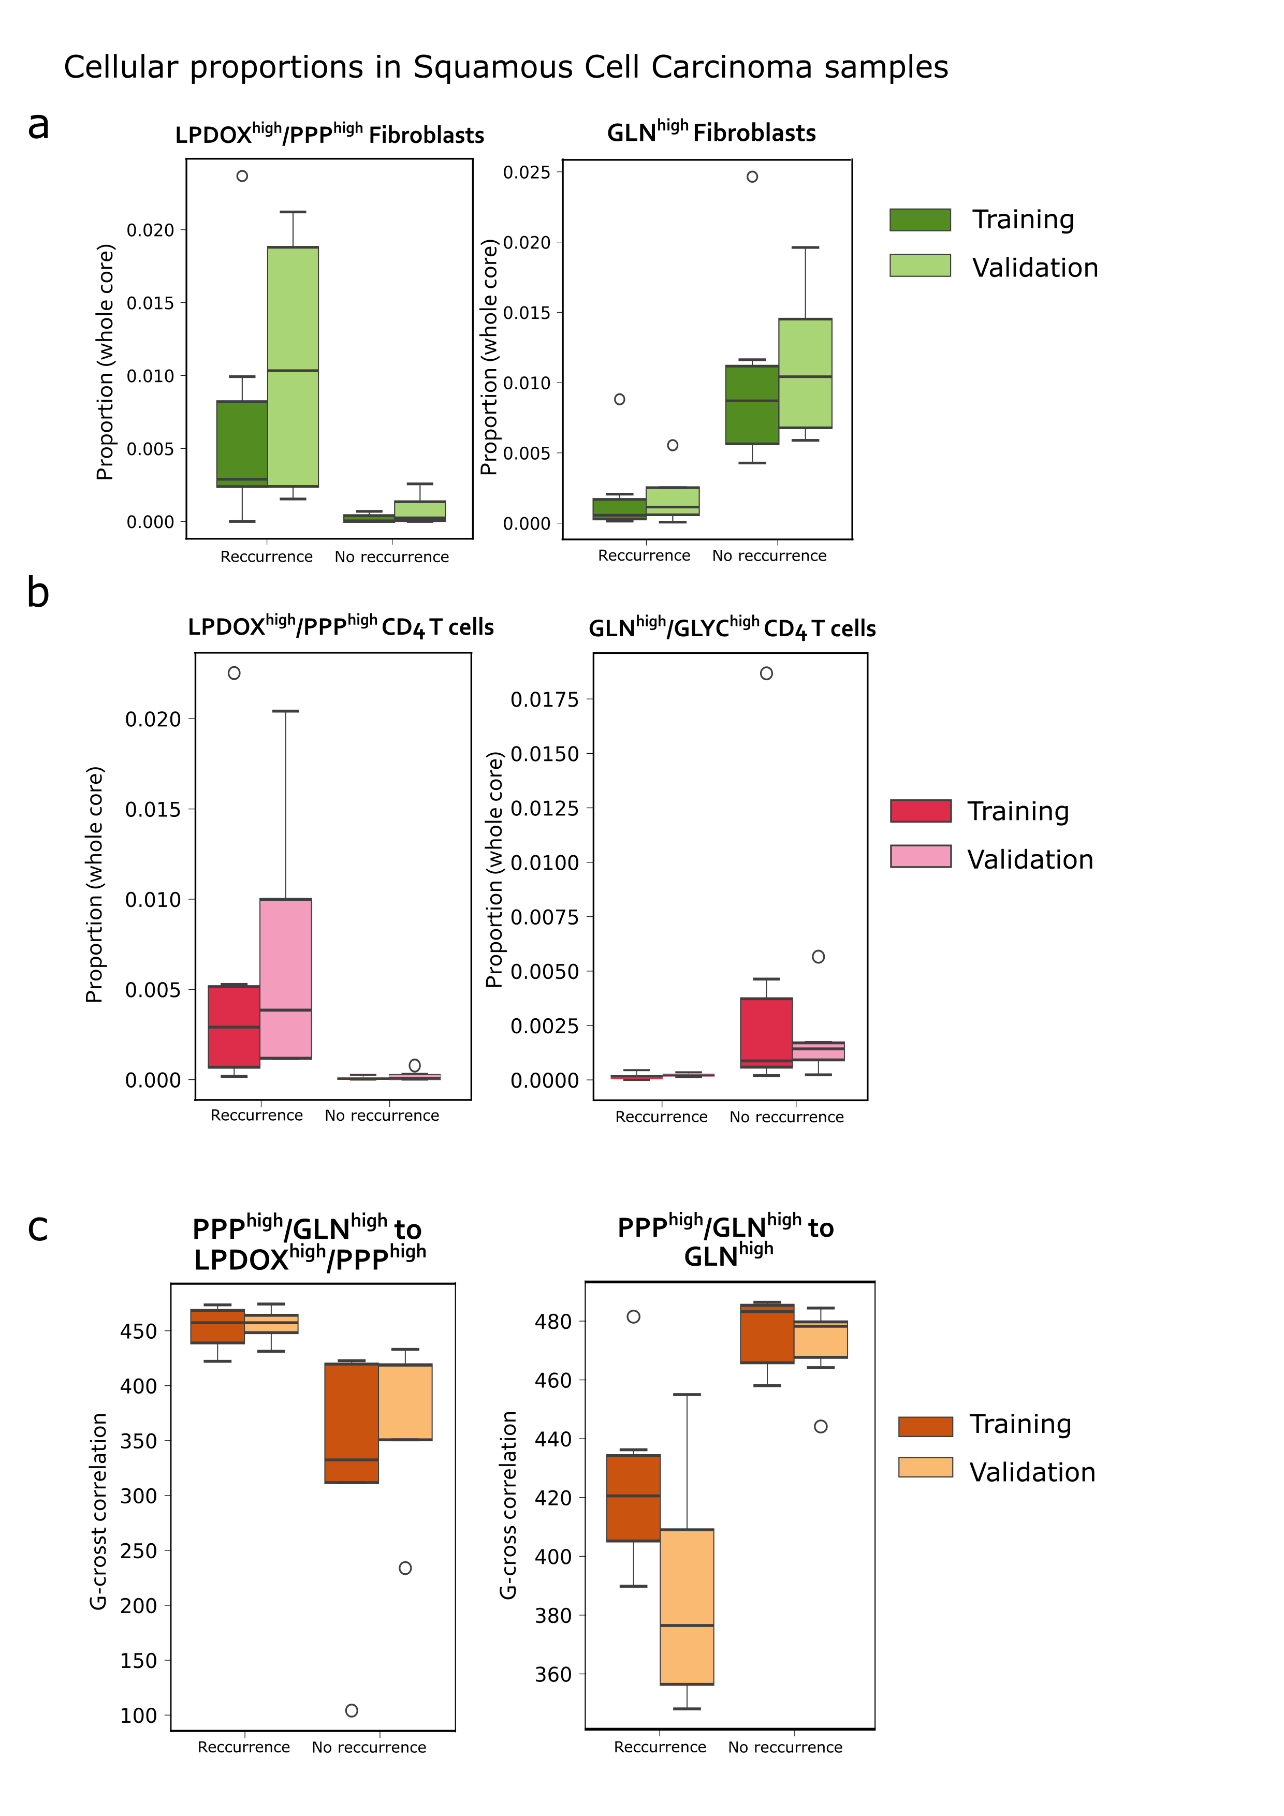 Cellular proportions in Squamous Cell Carcinoma samples
a
LPDOXhigh/PPPhigh Fibroblasts
GLNhigh Fibroblasts
Proportion (whole core)
0.020
0.015
0.010
0.005
0.000
Reccurrence
No reccurrence
Proportion (whole core)
0.025
0.020
0.015
0.010
0.005
0.000
Reccurrence
No reccurrence
Training
Validation
b
LPDOXhigh/PPPhigh CD4 T cells
GLNhigh/GLYChigh CD4 T cells
Proportion (whole core)
0.020
0.015
0.010
0.005
0.000
Reccurrence
No reccurrence
Proportion (whole core)
0.0175
0.0150
0.0125
0.0100
0.0075
0.0050
0.0025
0.0000
Reccurrence
No reccurrence
Training
Validation
c
PPPhigh/GLNhigh to
LPDOXhigh/PPPhigh
PPPhigh/GLNhigh to
GLNhigh
G-crosst correlation
450
400
350
300
250
200
150
100
Reccurrence
No reccurrence
G-cross correlation
480
460
440
420
400
380
360
Reccurrence
No reccurrence
Training
Validation